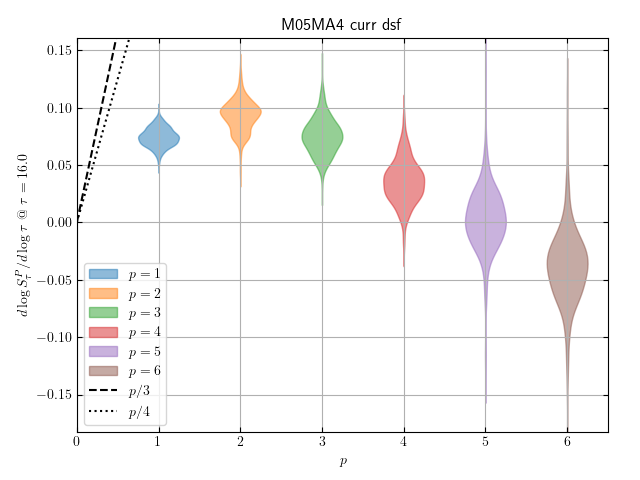 M05MA4 curr dsf
d log S_τ^P / d log τ @ τ = 16.0
0.15
0.10
0.05
0.00
−0.05
−0.10
−0.15
p = 1
p = 2
p = 3
p = 4
p = 5
p = 6
p/3
p/4
0 1 2 3 4 5 6
p